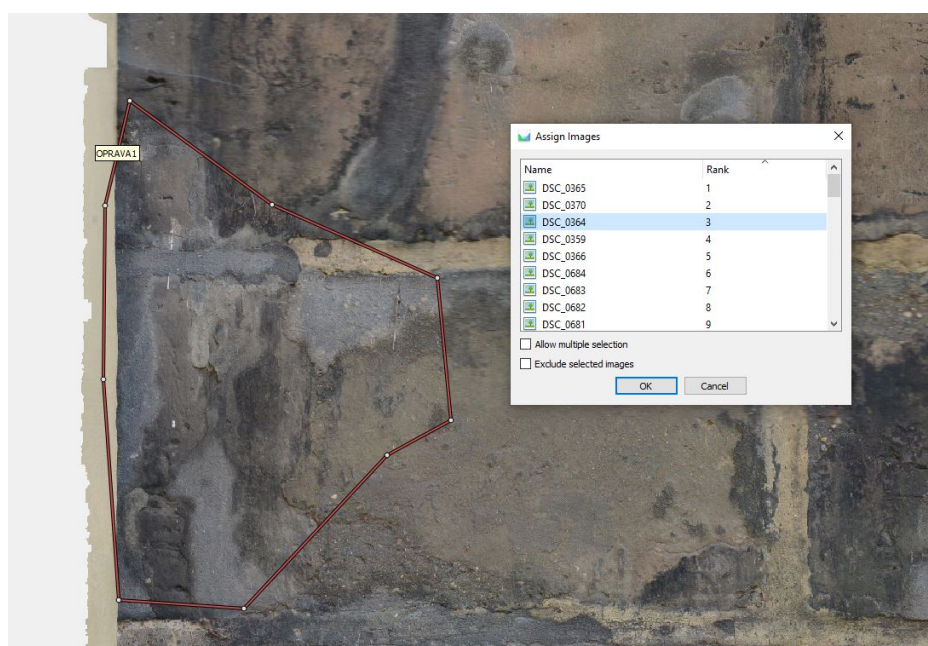 OPRAVA1
Assign Images
Name Rank
DSC_0365 1
DSC_0370 2
DSC_0364 3
DSC_0359 4
DSC_0366 5
DSC_0684 6
DSC_0683 7
DSC_0682 8
DSC_0681 9
Allow multiple selection
Exclude selected images
OK Cancel